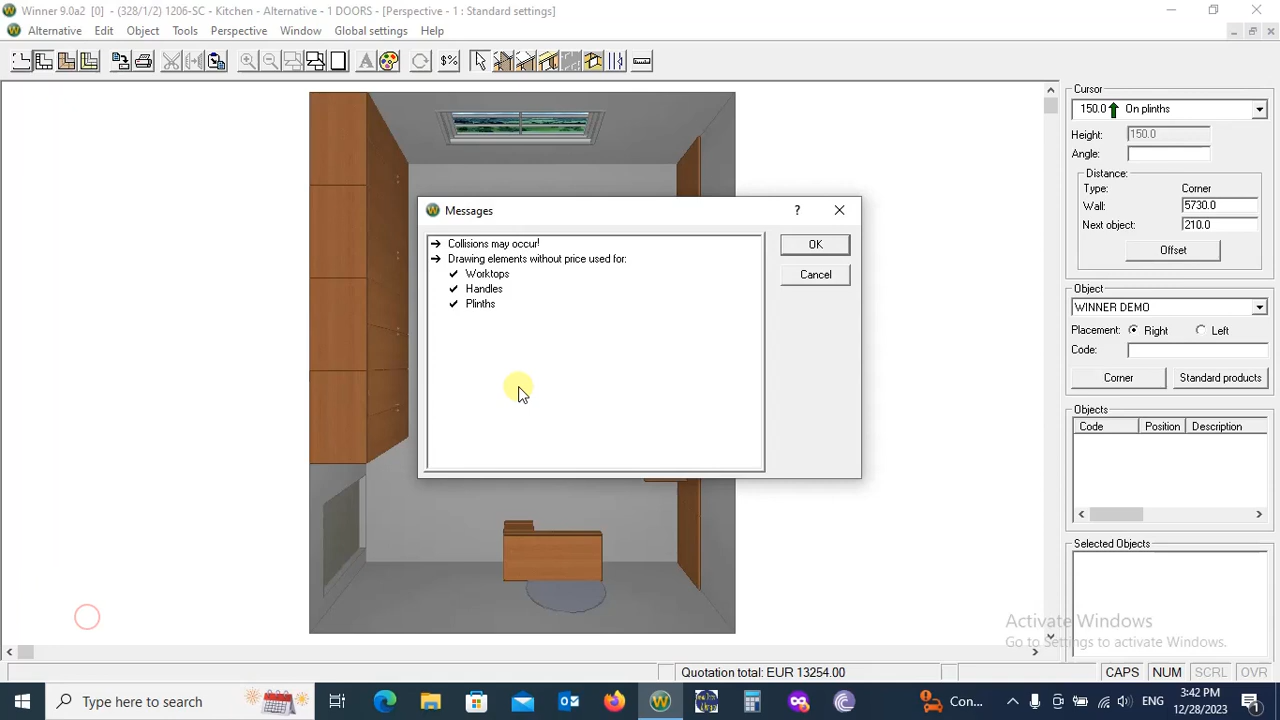 Winner 9.0a2 [0] - (328/1/2) 1206-SC - Kitchen - Alternative - 1 DOORS - [Perspective - 1 : Standard settings]
Alternative Edit Object Tools Perspective Window Global settings Help
$%
Cursor
150.0 On plinths
Height: 150.0
Angle:
Distance:
Type: Corner
Wall: 5730.0
Next object: 210.0
Offset
Object
WINNER DEMO
Placement: Right Left
Code:
Corner Standard products
Objects
Code Position Description
Selected Objects
Messages ?
Collisions may occur!
Drawing elements without price used for:
Worktops
Handles
Plinths
OK
Cancel
Activate Windows
Go to Settings to activate Windows.
Quotation total: EUR 13254.00 CAPS NUM SCRL OVR
Type here to search
Con...
ENG
3:42 PM
12/28/2023
1